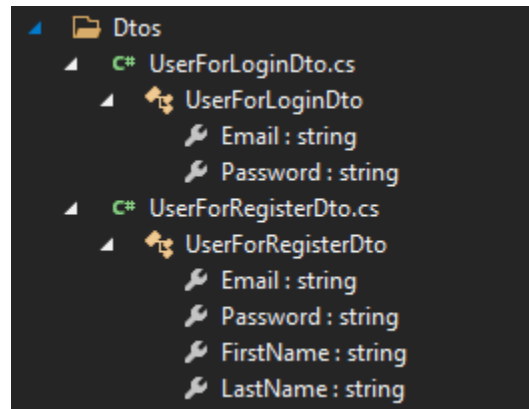 Dtos
C# UserForLoginDto.cs
UserForLoginDto
Email : string
Password : string
C# UserForRegisterDto.cs
UserForRegisterDto
Email : string
Password : string
FirstName : string
LastName : string